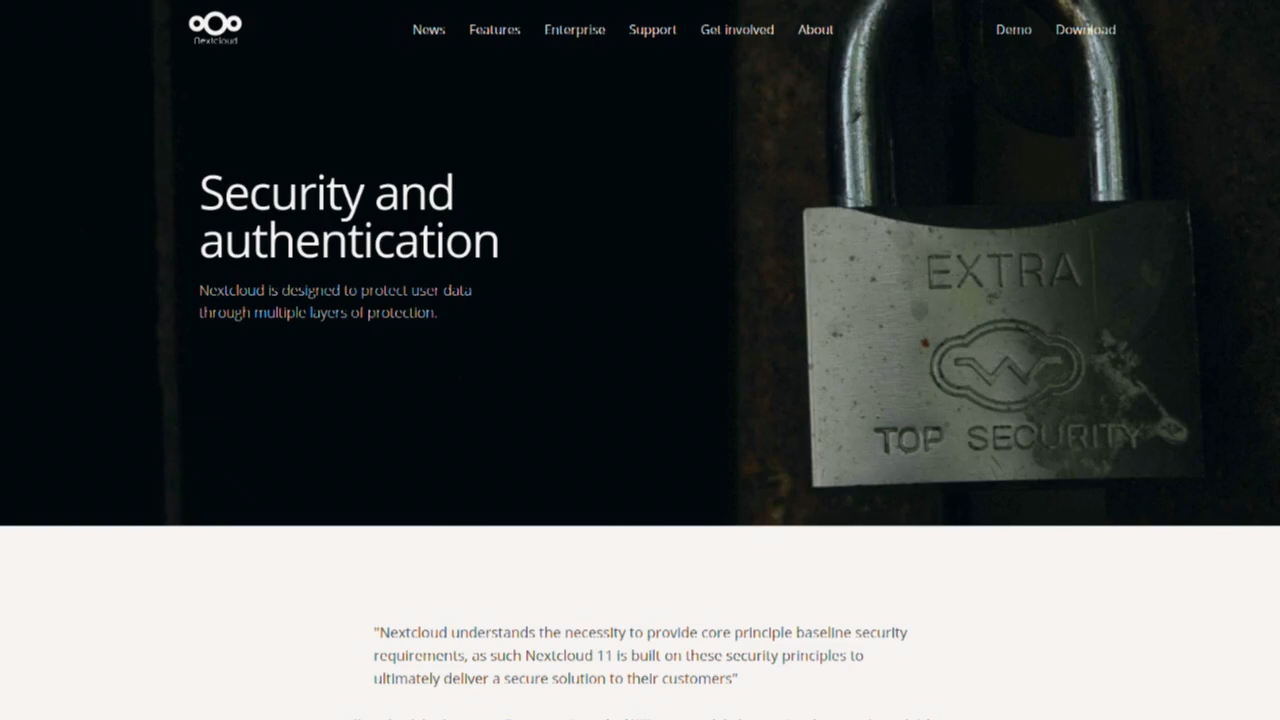 Nextcloud
News Features Enterprise Support Get involved About Demo Download
Security and
authentication
Nextcloud is designed to protect user data
through multiple layers of protection.
EXTRA
W
TOP SECURITY
"Nextcloud understands the necessity to provide core principle baseline security
requirements, as such Nextcloud 11 is built on these security principles to
ultimately deliver a secure solution to their customers"